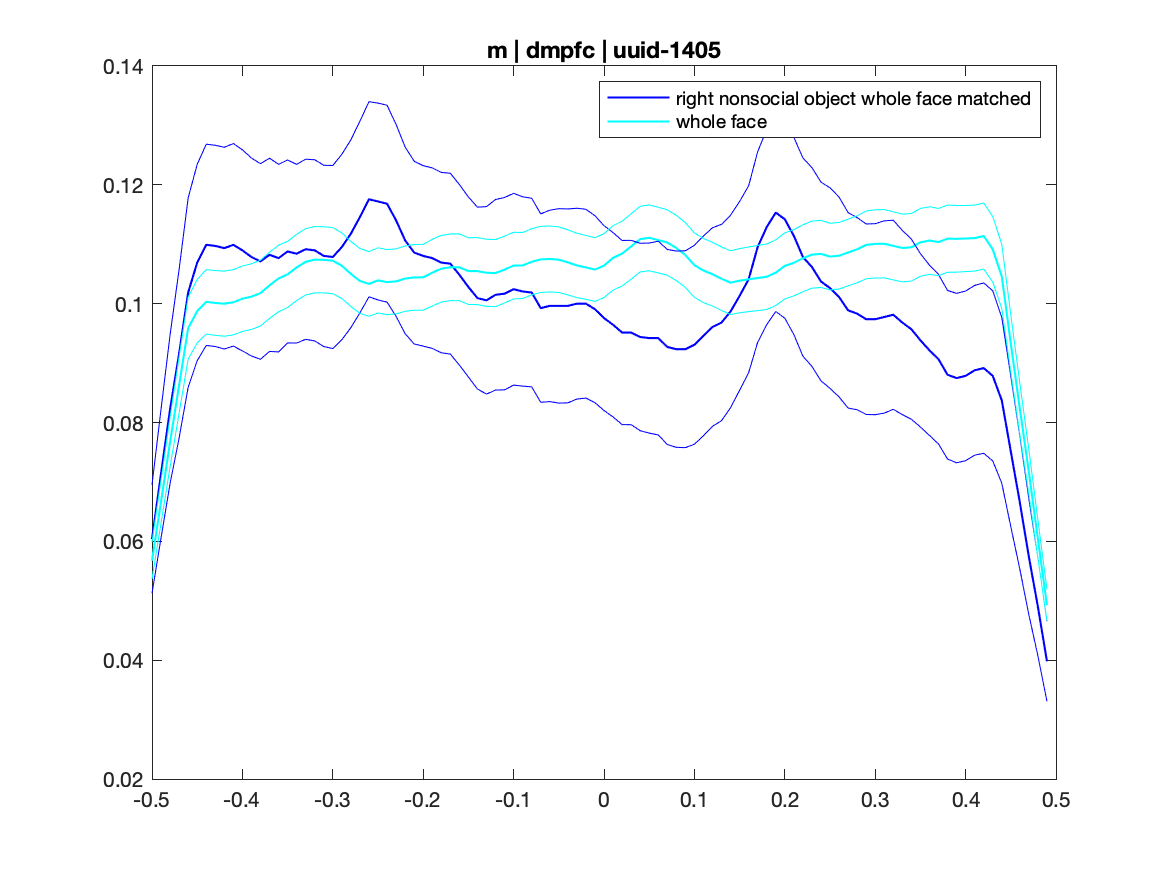 m | dmpfc | uuid-1405
right nonsocial object whole face matched
whole face
0.14
0.12
0.1
0.08
0.06
0.04
0.02
-0.5 -0.4 -0.3 -0.2 -0.1 0 0.1 0.2 0.3 0.4 0.5